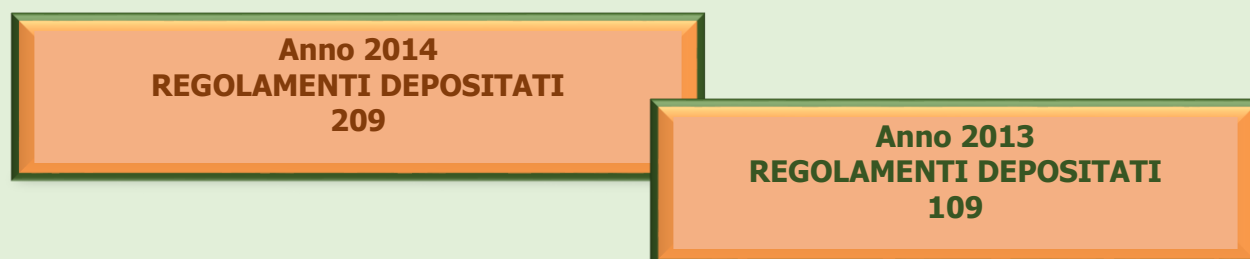 Anno 2014
REGOLAMENTI DEPOSITATI
209
Anno 2013
REGOLAMENTI DEPOSITATI
109